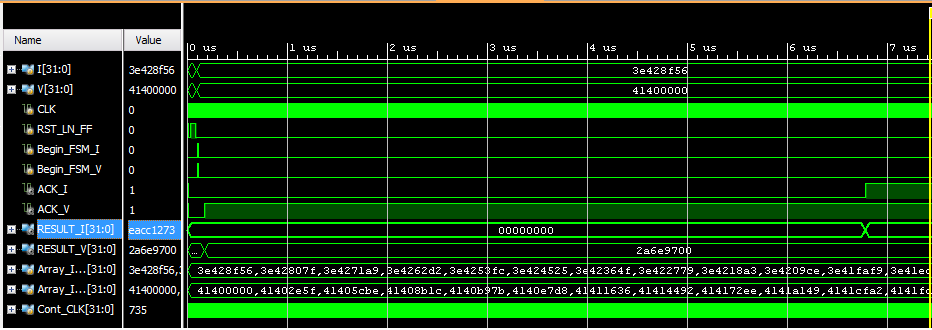 Name Value
0 us 1 us 2 us 3 us 4 us 5 us 6 us 7 us
I[31:0] 3e428f56 3e428f56
V[31:0] 41400000 41400000
CLK 0
RST_LN_FF 0
Begin_FSM_I 0
Begin_FSM_V 0
ACK_I 1
ACK_V 1
RESULT_I[31:0] eacc1273 00000000
RESULT_V[31:0] 2a6e9700 ... 2a6e9700
Array_I...[31:0] 3e428f56, 3e428f56,3e42807f,3e4271a9,3e4262d2,3e4253fc,3e424525,3e42364f,3e422779,3e4218a3,3e4209ce,3e41faf9,3e41ec
Array_I...[31:0] 41400000, 41400000,41402e5f,41405cbe,41408b1c,4140b97b,4140e7d8,41411636,41414492,414172ee,4141a149,4141cfa2,4141fd
Cont_CLK[31:0] 735